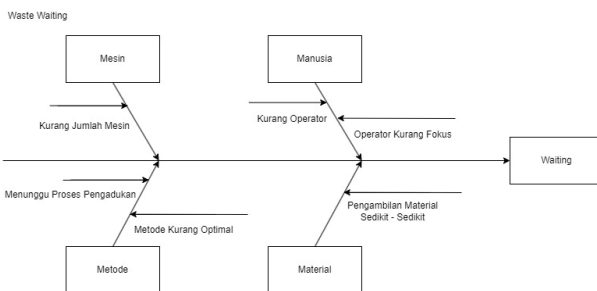 Waste Waiting
Mesin
Manusia
Kurang Jumlah Mesin
Kurang Operator
Operator Kurang Fokus
Waiting
Menunggu Proses Pengadukan
Pengambilan Material
Sedikit - Sedikit
Metode Kurang Optimal
Metode
Material